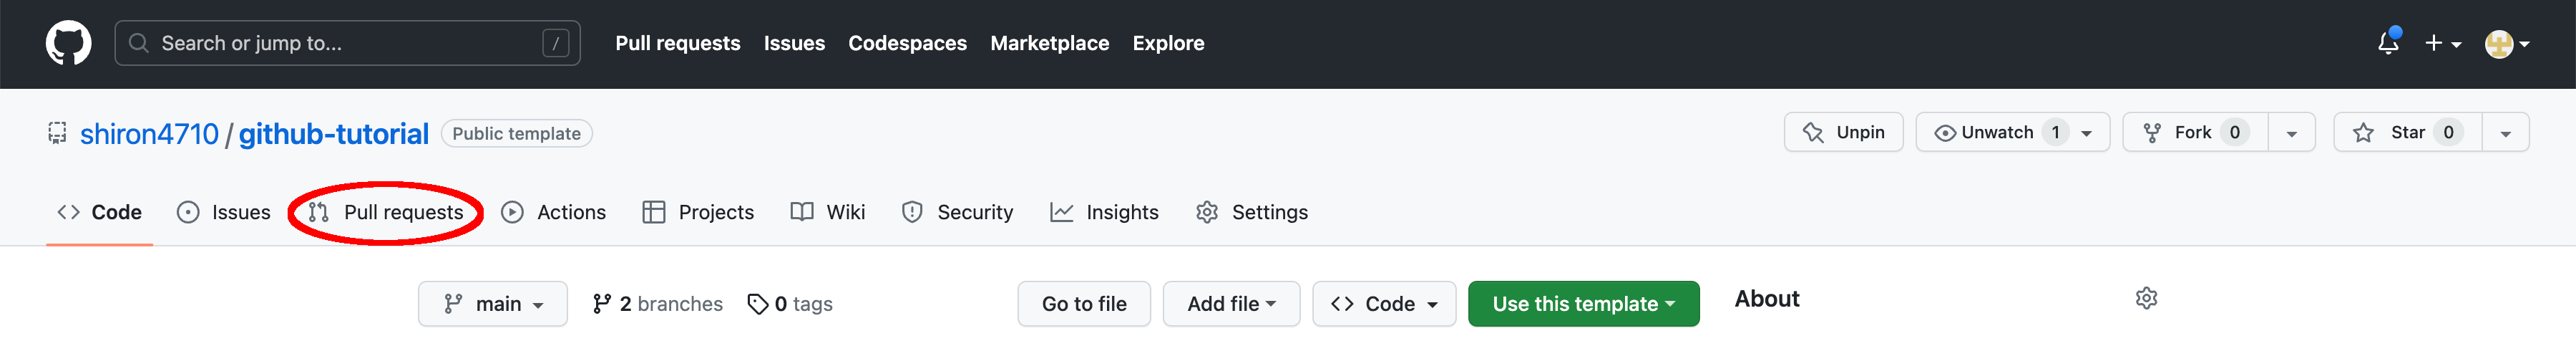 Search or jump to... / Pull requests Issues Codespaces Marketplace Explore
shiron4710/github-tutorial Public template Unpin Unwatch 1 Fork 0 Star 0
Code Issues Pull requests Actions Projects Wiki Security Insights Settings
main 2 branches 0 tags Go to file Add file Code Use this template About